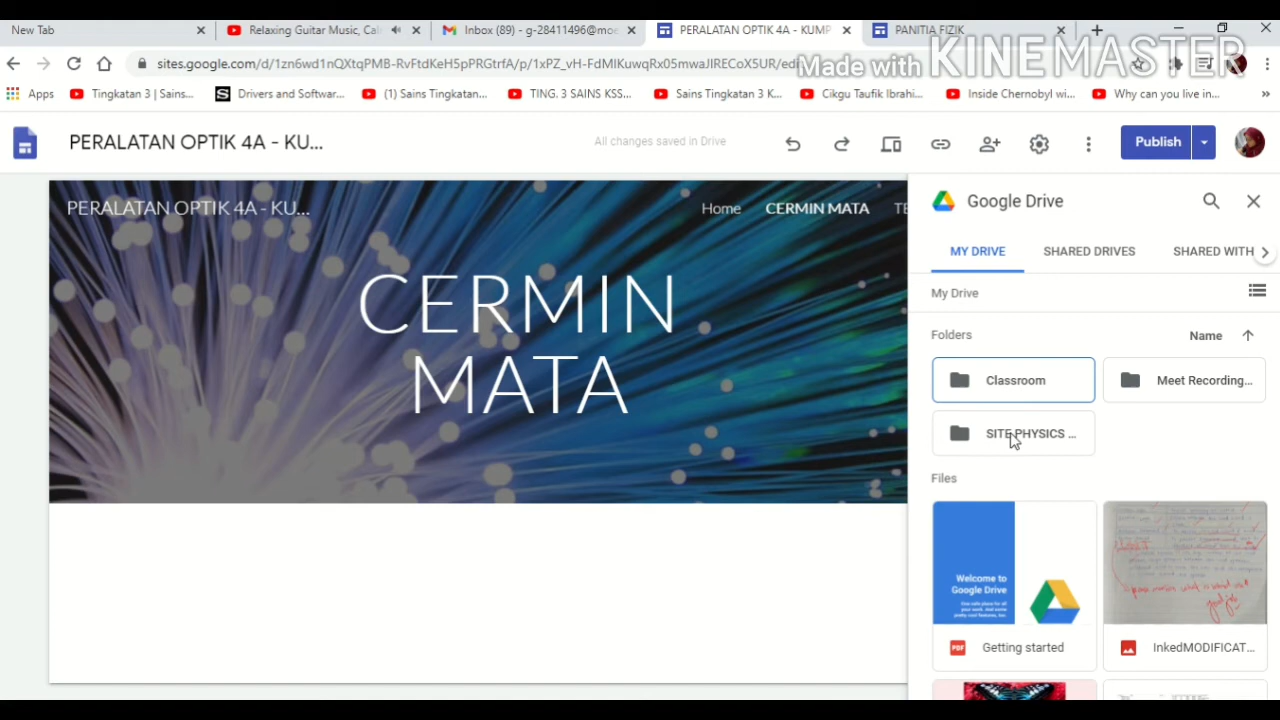 New Tab
Relaxing Guitar Music, Cal
Inbox (89) - g-28411496@moe
PERALATAN OPTIK 4A - KUMP
PANITIA FIZIK
Made with KINEMASTER
sites.google.com/d/1zn6wd1nQXtqPMB-RvFtdKeH5pPRGtrfA/p/1xPZ_vH-FdMIKuwqRx05mwaJIRECoX5UR/edi
Apps
Tingkatan 3 | Sains...
Drivers and Softwar...
(1) Sains Tingkatan...
TING. 3 SAINS KSS...
Sains Tingkatan 3 K...
Cikgu Taufik Ibrahi...
Inside Chernobyl wi...
Why can you live in...
PERALATAN OPTIK 4A - KU...
All changes saved in Drive
Publish
PERALATAN OPTIK 4A - KU...
Home
CERMIN MATA
TE
CERMIN
MATA
Google Drive
MY DRIVE
SHARED DRIVES
SHARED WITH
My Drive
Folders
Name
Classroom
Meet Recording...
SITE PHYSICS ...
Files
Welcome to
Google Drive
PDF
Getting started
InkedMODIFICAT...